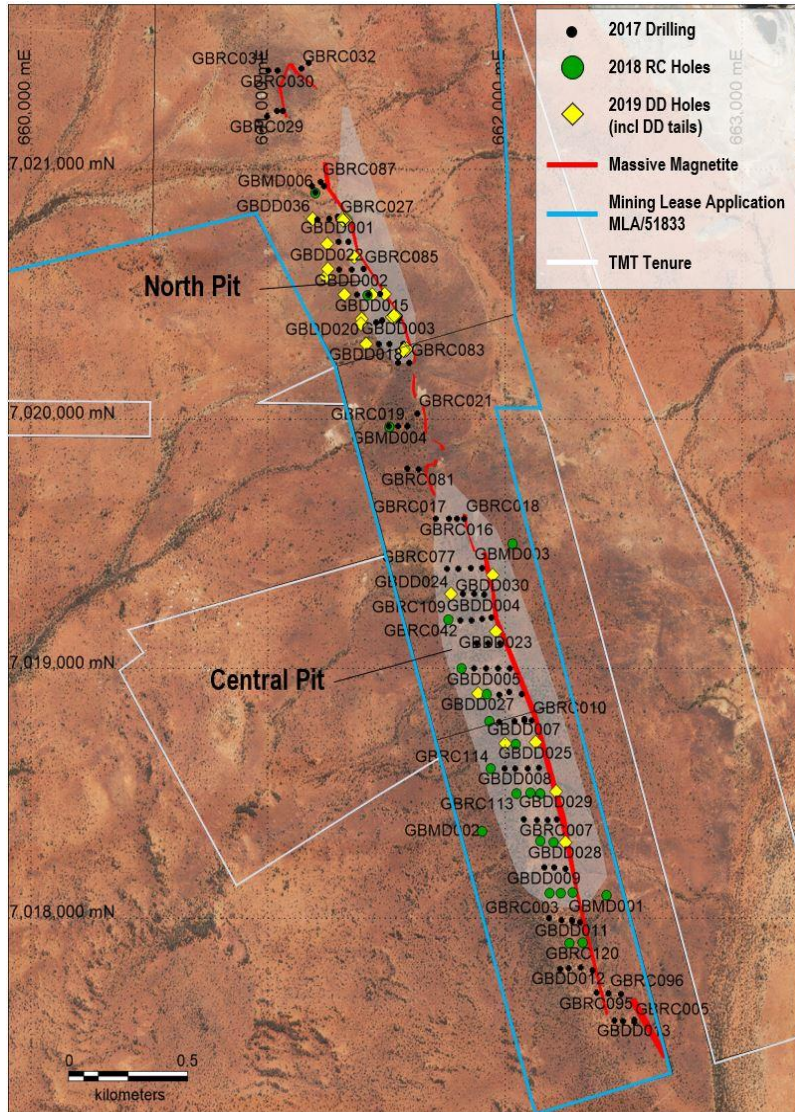 660,000 mE
661,000 mE
662,000 mE
663,000 mE
2017 Drilling
2018 RC Holes
2019 DD Holes
(incl DD tails)
Massive Magnetite
Mining Lease Application
MLA/51833
TMT Tenure
GBRC031
GBRC032
GBRC030
GBRC029
7,021,000 mN
GBRC087
GBMD006
GBDD036
GBRC027
GBDD001
GBDD022
GBRC085
GBDD002
North Pit
GBDD015
GBDD020
GBDD003
GBDD018
GBRC083
7,020,000 mN
GBRC019
GBRC021
GBMD004
GBRC081
GBRC017
GBRC018
GBRC016
GBRC077
GBMD003
GBDD024
GBDD030
GBRC109
GBDD004
GBRC042
GBDD023
7,019,000 mN
Central Pit
GBDD005
GBDD027
GBRC010
GBDD007
GBRC114
GBDD025
GBDD008
GBRC113
GBDD029
GBMD002
GBRC007
GBDD028
GBDD009
7,018,000 mN
GBRC003
GBMD001
GBDD011
GBRC120
GBDD012
GBRC096
GBRC095
GBRC005
GBDD013
0 0.5
kilometers